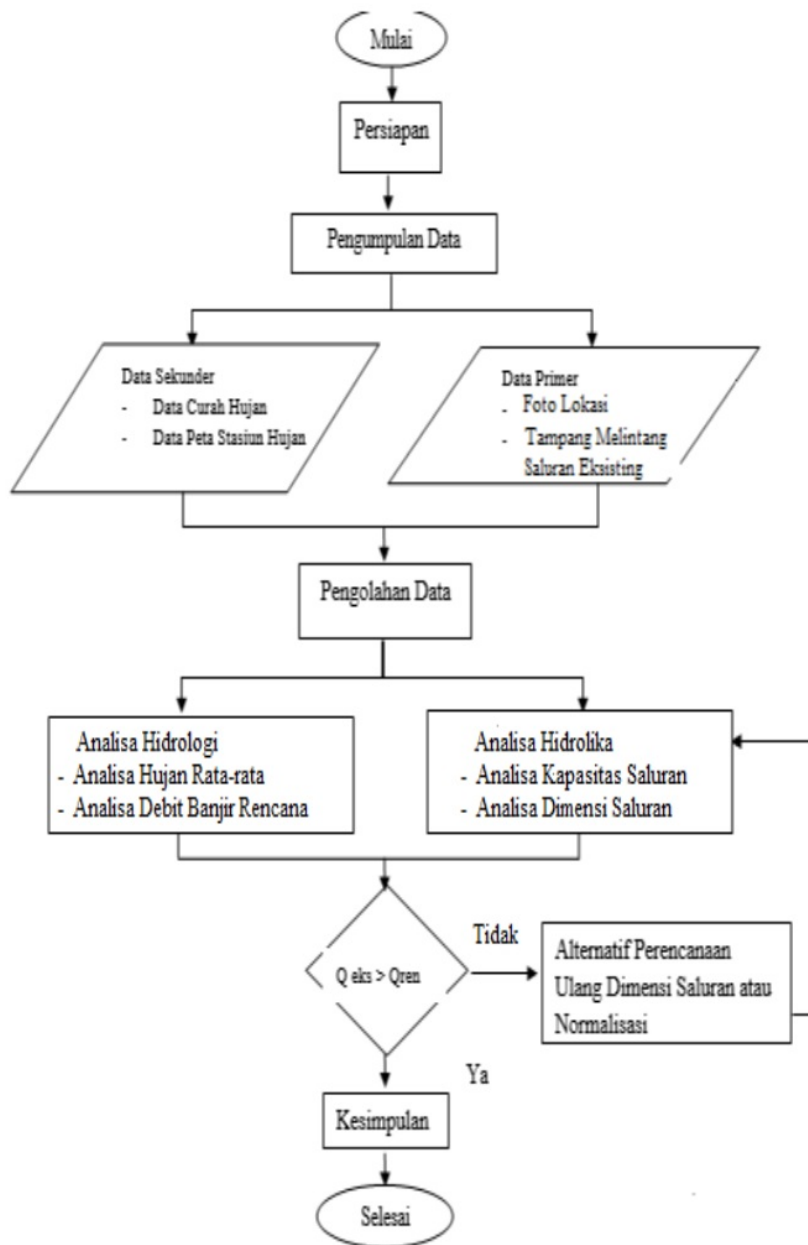 Mulai
Persiapan
Pengumpulan Data
Data Sekunder
- Data Curah Hujan
- Data Peta Stasiun Hujan
Data Primer
- Foto Lokasi
- Tampang Melintang
Saluran Eksisting
Pengolahan Data
Analisa Hidrologi
- Analisa Hujan Rata-rata
- Analisa Debit Banjir Rencana
Analisa Hidrolika
- Analisa Kapasitas Saluran
- Analisa Dimensi Saluran
Q eks > Qren
Tidak
Alternatif Perencanaan
Ulang Dimensi Saluran atau
Normalisasi
Ya
Kesimpulan
Selesai